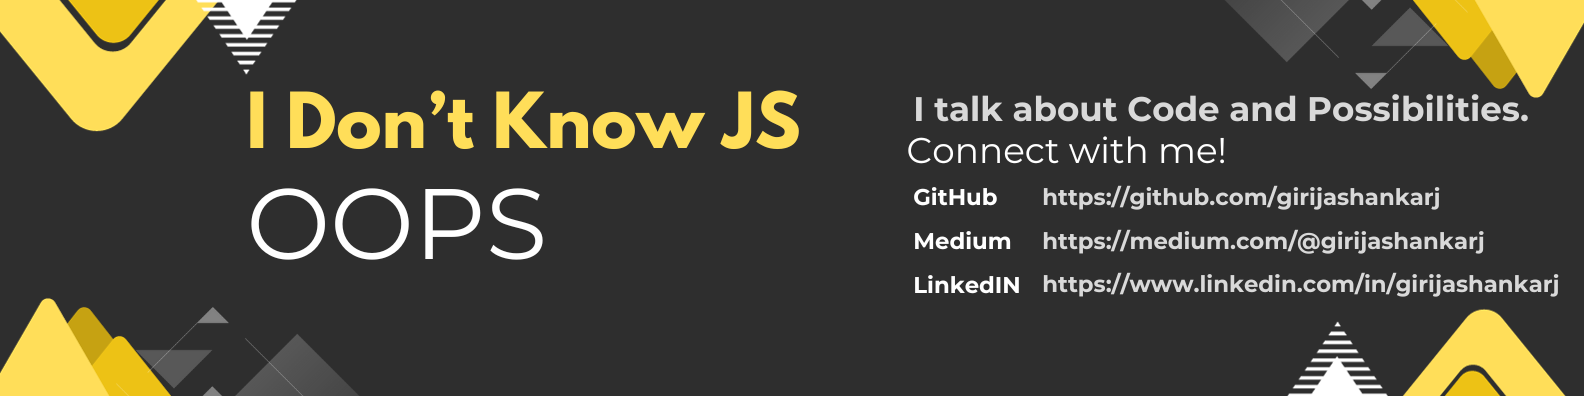 I Don’t Know JS
OOPS
I talk about Code and Possibilities.
Connect with me!
GitHub https://github.com/girijashankarj
Medium https://medium.com/@girijashankarj
LinkedIN https://www.linkedin.com/in/girijashankarj